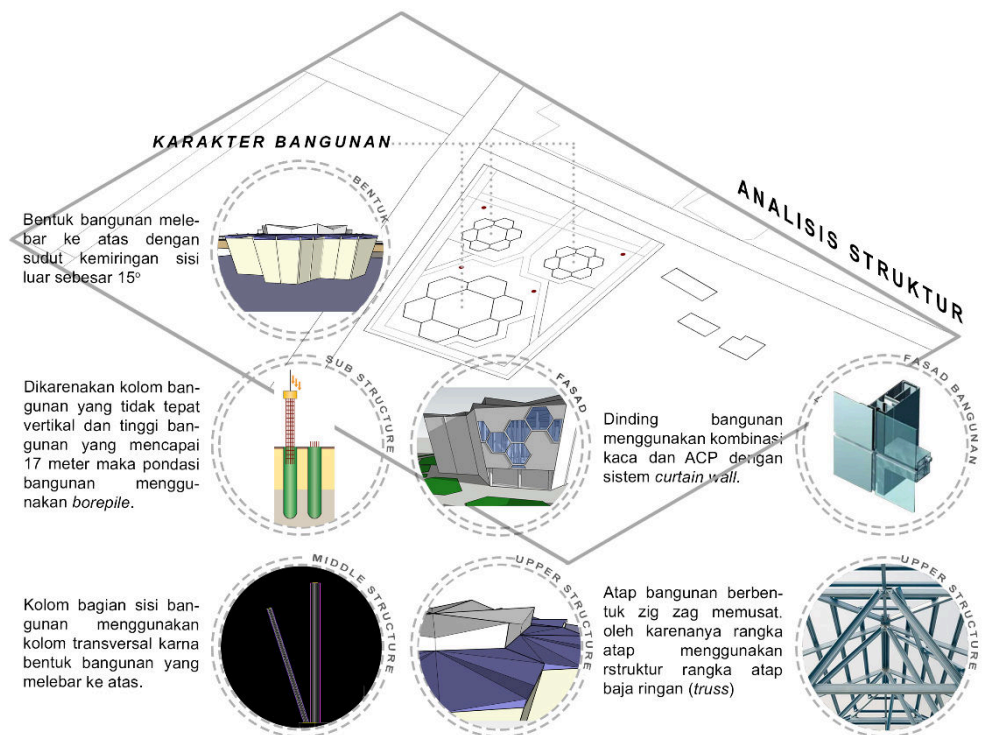 KARAKTER BANGUNAN
ANALISIS STRUKTUR
BENTUK
Bentuk bangunan mele-
bar ke atas dengan
sudut kemiringan sisi
luar sebesar 15°
SUB STRUCTURE
Dikarenakan kolom ban-
gunan yang tidak tepat
vertikal dan tinggi ban-
gunan yang mencapai
17 meter maka pondasi
bangunan menggu-
nakan borepile.
FASAD
Dinding bangunan
menggunakan kombinasi
kaca dan ACP dengan
sistem curtain wall.
FASAD BANGUNAN
MIDDLE STRUCTURE
Kolom bagian sisi ban-
gunan menggunakan
kolom transversal karna
bentuk bangunan yang
melebar ke atas.
UPPER STRUCTURE
Atap bangunan berben-
tuk zig zag memusat.
oleh karenanya rangka
atap menggunakan
rstruktur rangka atap
baja ringan (truss)
UPPER STRUCTURE